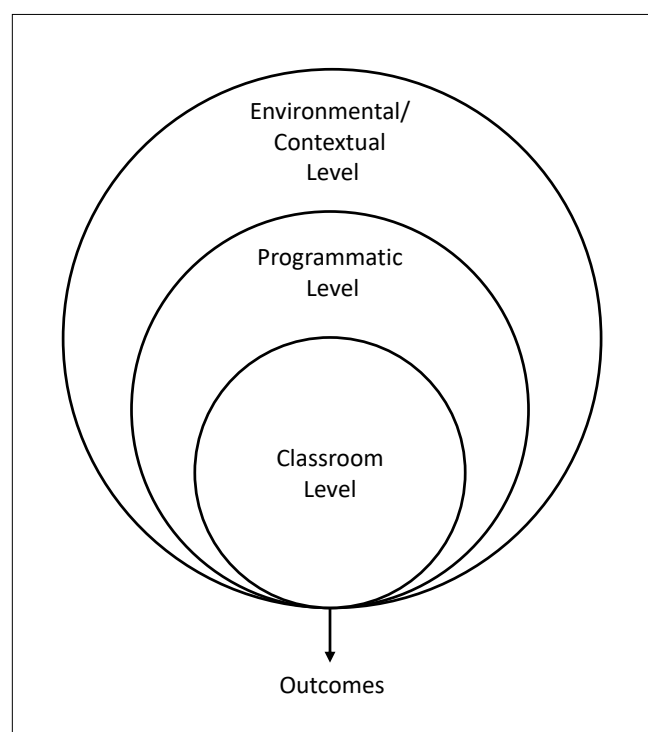 Environmental/
Contextual
Level
Programmatic
Level
Classroom
Level
Outcomes